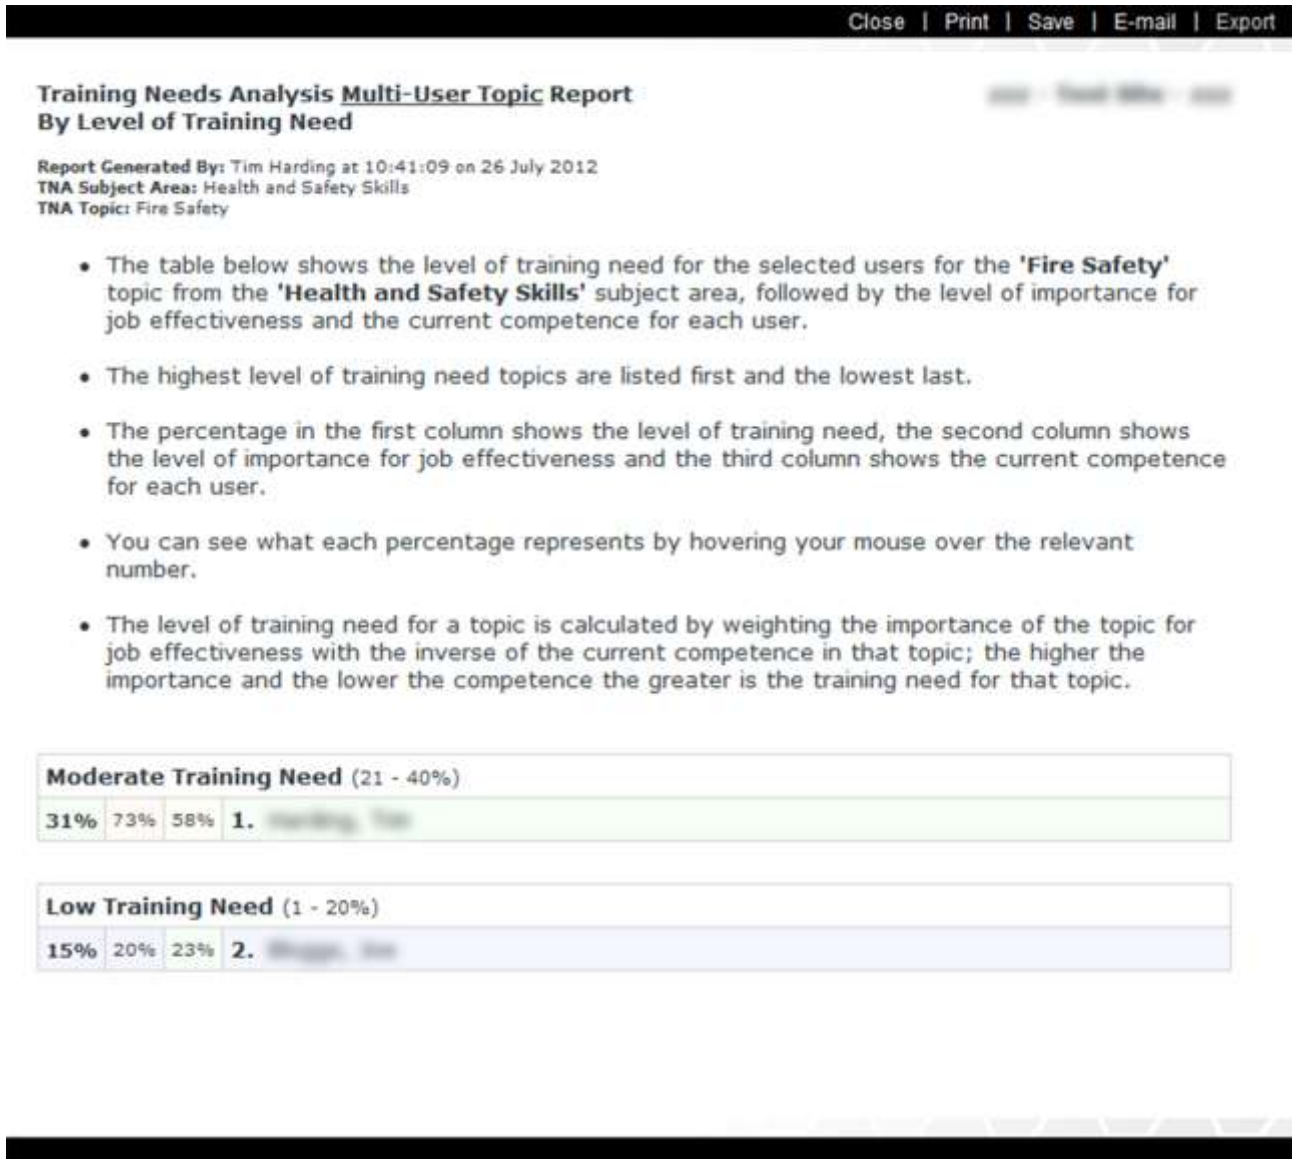 Close | Print | Save | E-mail | Export
Training Needs Analysis Multi-User Topic Report
By Level of Training Need
Report Generated By: Tim Harding at 10:41:09 on 26 July 2012
TNA Subject Area: Health and Safety Skills
TNA Topic: Fire Safety
• The table below shows the level of training need for the selected users for the 'Fire Safety'
topic from the 'Health and Safety Skills' subject area, followed by the level of importance for
job effectiveness and the current competence for each user.
• The highest level of training need topics are listed first and the lowest last.
• The percentage in the first column shows the level of training need, the second column shows
the level of importance for job effectiveness and the third column shows the current competence
for each user.
• You can see what each percentage represents by hovering your mouse over the relevant
number.
• The level of training need for a topic is calculated by weighting the importance of the topic for
job effectiveness with the inverse of the current competence in that topic; the higher the
importance and the lower the competence the greater is the training need for that topic.
Moderate Training Need (21 - 40%)
31% 73% 58% 1.
Low Training Need (1 - 20%)
15% 20% 23% 2.